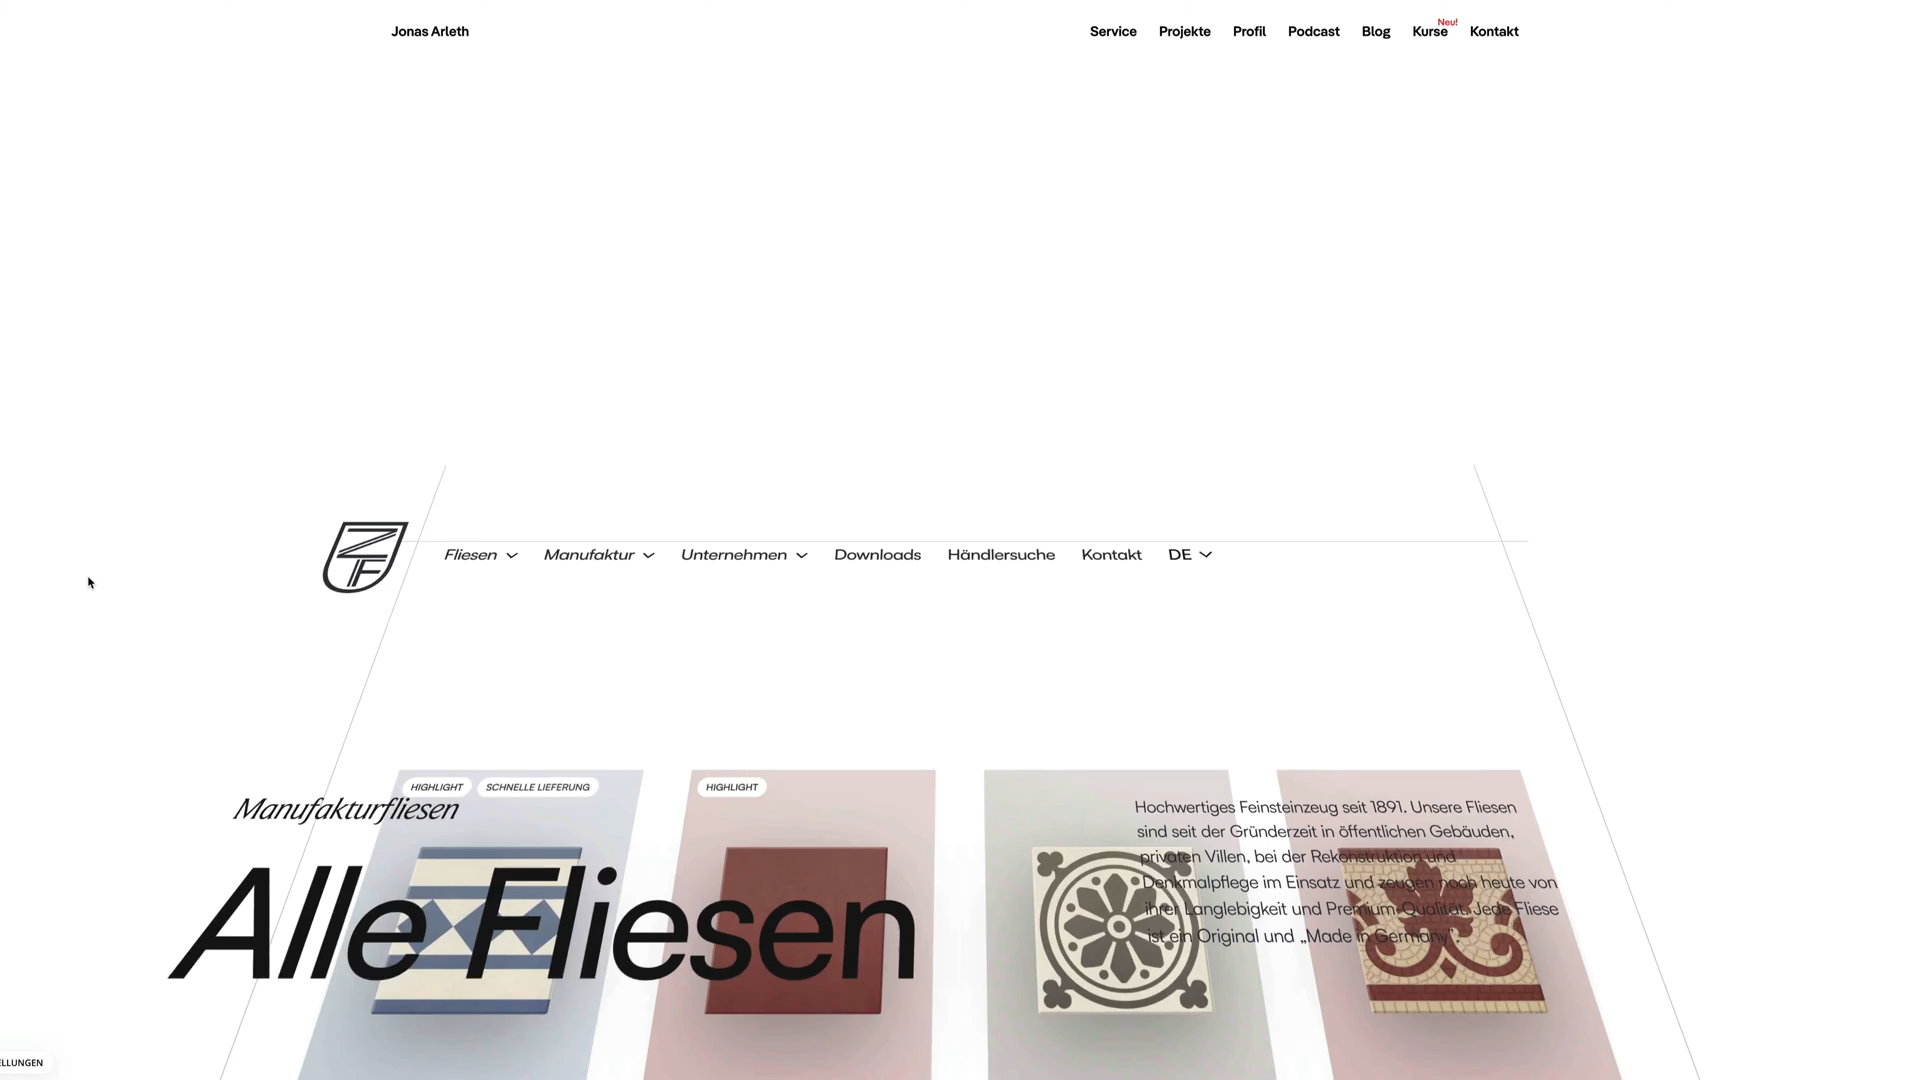 Jonas Arleth
Service Projekte Profil Podcast Blog Kurse Neu! Kontakt
ZF
Fliesen Manufaktur Unternehmen Downloads Händlersuche Kontakt DE
HIGHLIGHT SCHNELLE LIEFERUNG HIGHLIGHT
Manufakturfliesen
Alle Fliesen
Hochwertiges Feinsteinzeug seit 1891. Unsere Fliesen
sind seit der Gründerzeit in öffentlichen Gebäuden,
privaten Villen, bei der Rekonstruktion und
Denkmalpflege im Einsatz und zeugen noch heute von
ihrer Langlebigkeit und Premium-Qualität. Jede Fliese
ist ein Original und „Made in Germany".
ELLUNGEN